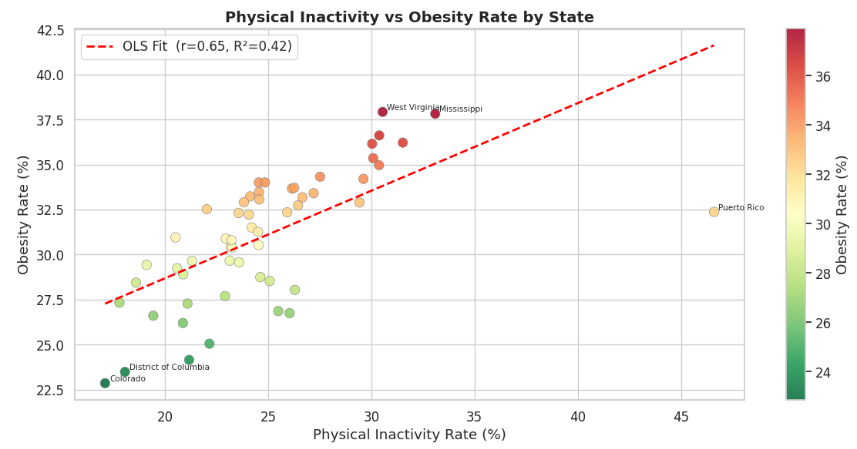 Physical Inactivity vs Obesity Rate by State
OLS Fit  (r=0.65, R²=0.42)
42.5
40.0
37.5
35.0
32.5
30.0
27.5
25.0
22.5
Obesity Rate (%)
West Virginia
Mississippi
Puerto Rico
District of Columbia
Colorado
20
25
30
35
40
45
Physical Inactivity Rate (%)
36
34
32
30
28
26
24
Obesity Rate (%)